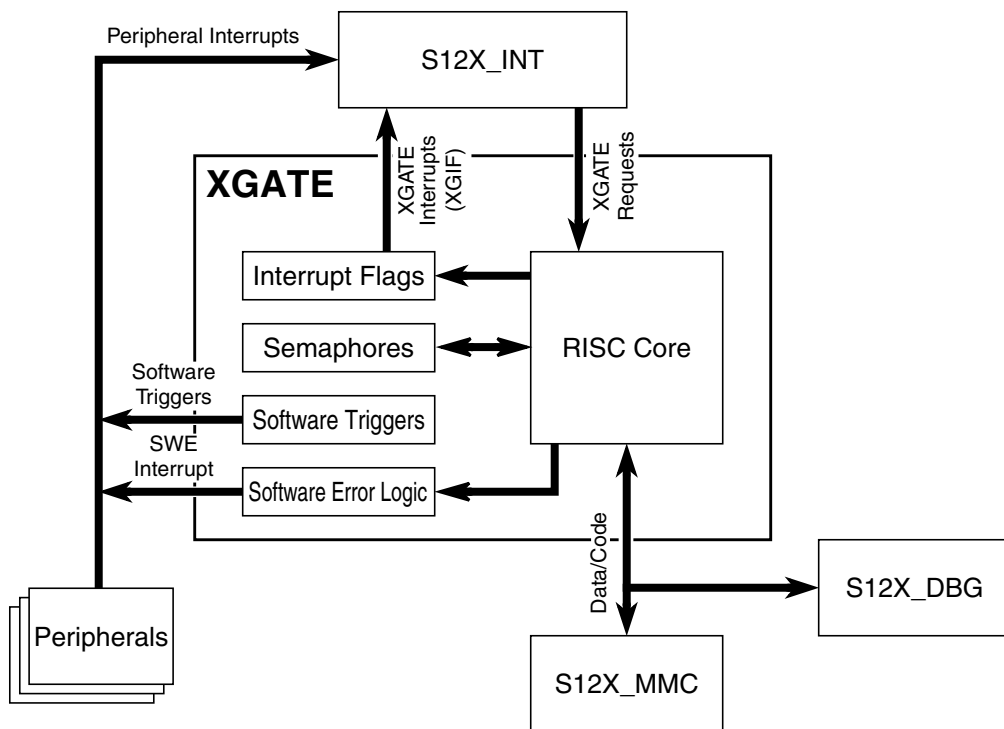 Peripheral Interrupts
S12X_INT
XGATE
Interrupts
(XGIF)
XGATE
Requests
XGATE
Interrupt Flags
Semaphores
RISC Core
Software
Triggers
Software Triggers
SWE
Interrupt
Software Error Logic
Data/Code
S12X_DBG
Peripherals
S12X_MMC